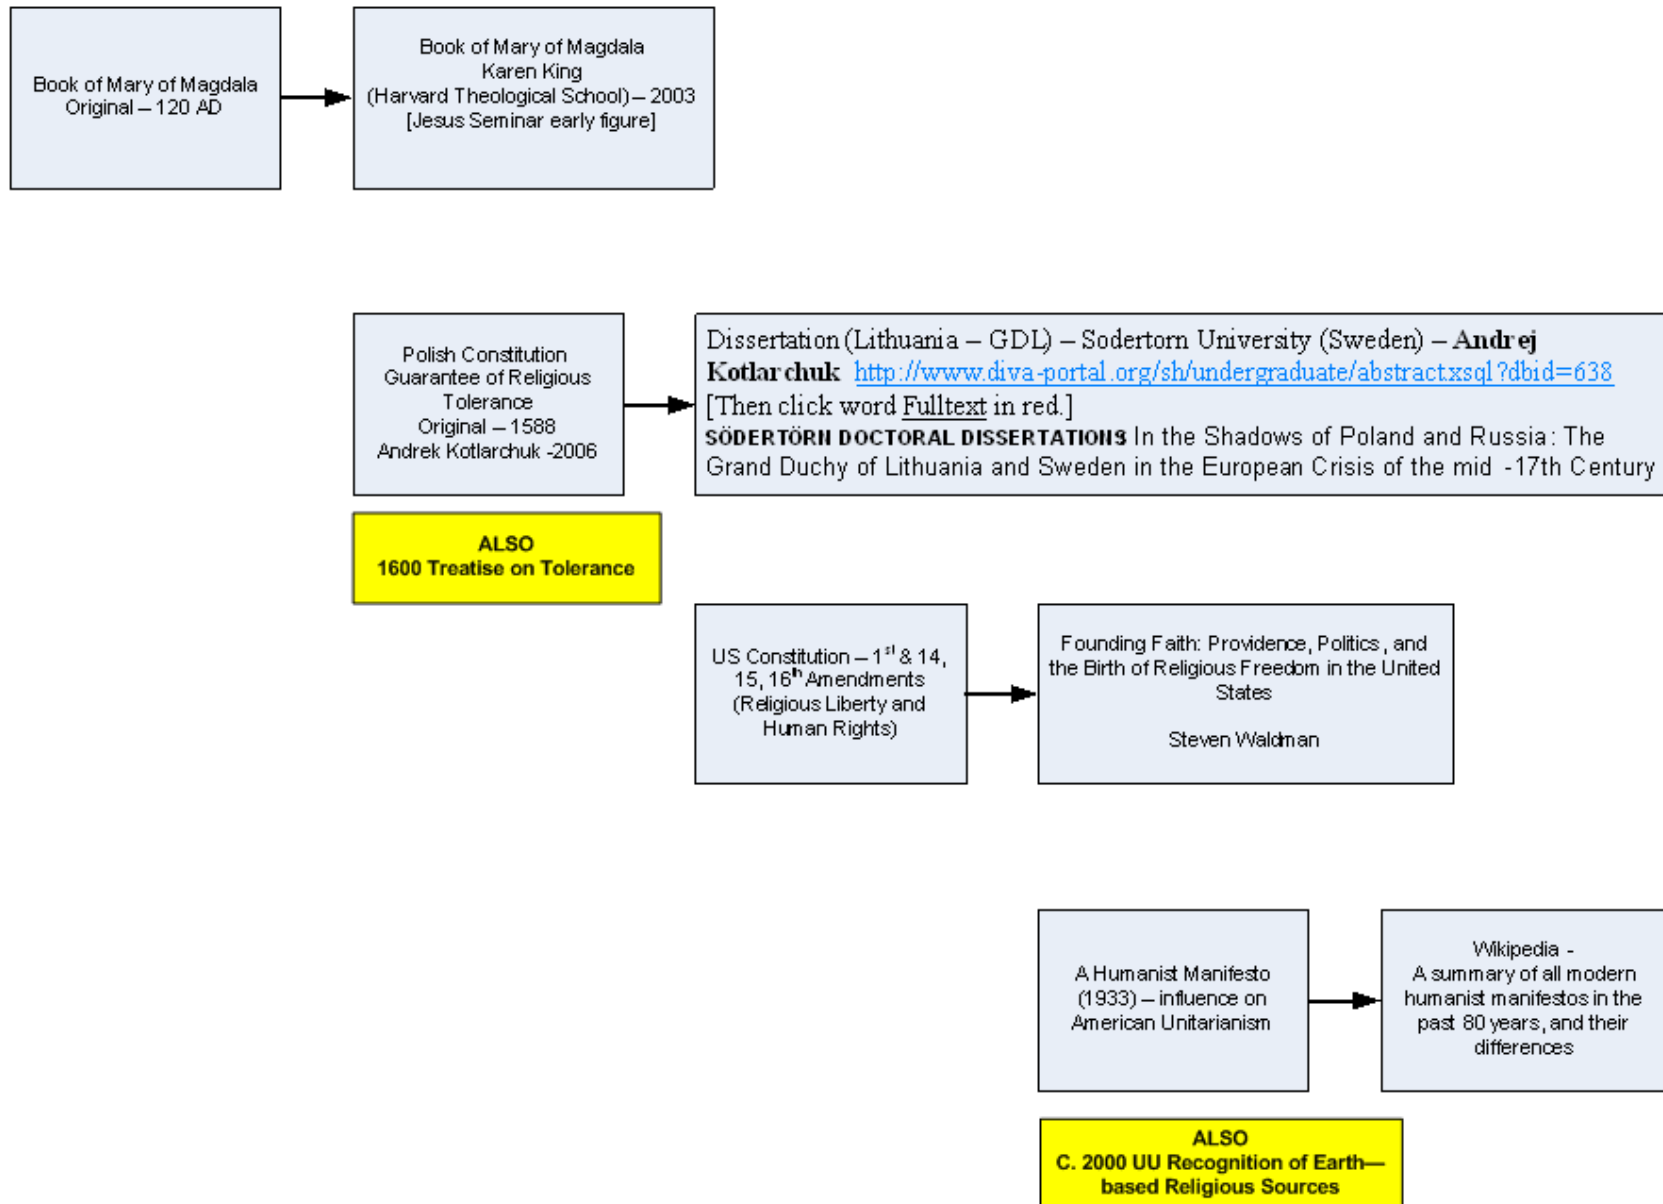 Book of Mary of Magdala
Original – 120 AD
Book of Mary of Magdala
Karen King
(Harvard Theological School) – 2003
[Jesus Seminar early figure]
Polish Constitution
Guarantee of Religious
Tolerance
Original – 1588
Andrek Kotlarchuk -2006
Dissertation (Lithuania – GDL) – Sodertorn University (Sweden) – Andrej
Kotlarchuk http://www.diva-portal.org/sh/undergraduate/abstract.xsql?dbid=638
[Then click word Fulltext in red.]
SÖDERTÖRN DOCTORAL DISSERTATIONS In the Shadows of Poland and Russia: The
Grand Duchy of Lithuania and Sweden in the European Crisis of the mid -17th Century
ALSO
1600 Treatise on Tolerance
US Constitution – 1st & 14,
15, 16th Amendments
(Religious Liberty and
Human Rights)
Founding Faith: Providence, Politics, and
the Birth of Religious Freedom in the United
States
Steven Waldman
A Humanist Manifesto
(1933) – influence on
American Unitarianism
Wikipedia -
A summary of all modern
humanist manifestos in the
past 80 years, and their
differences
ALSO
C. 2000 UU Recognition of Earth—
based Religious Sources